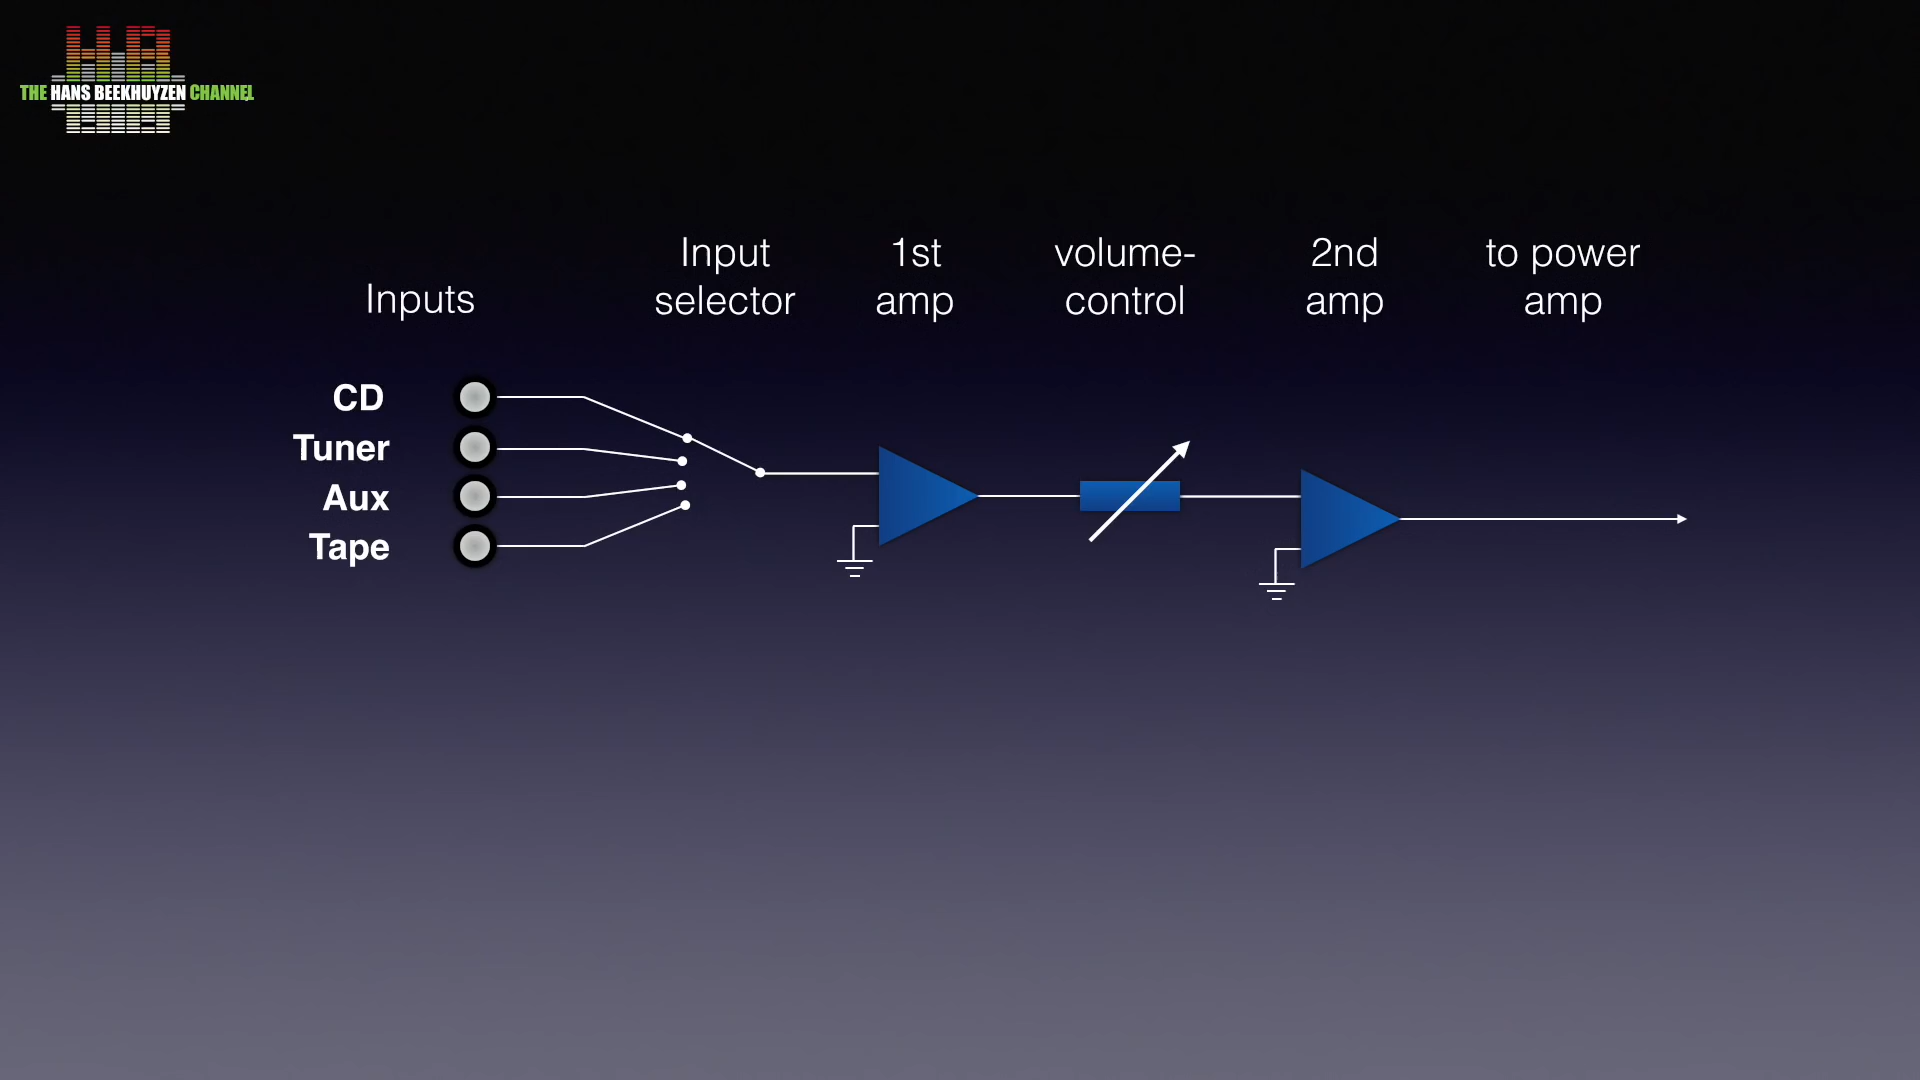 THE HANS BEEKHUYZEN CHANNEL
Inputs
Input
selector
1st
amp
volume-
control
2nd
amp
to power
amp
CD
Tuner
Aux
Tape